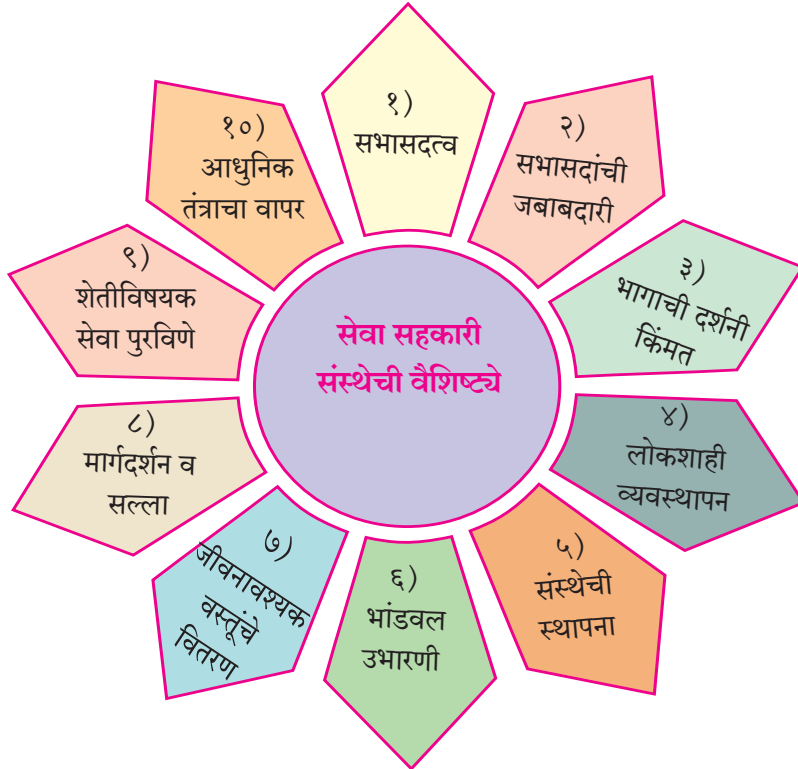 सेवा सहकारी
संस्थेची वैशिष्ट्ये
१)
सभासदत्व
२)
सभासदांची
जबाबदारी
३)
भागाची दर्शनी
किंमत
४)
लोकशाही
व्यवस्थापन
५)
संस्थेची
स्थापना
६)
भांडवल
उभारणी
७)
जीवनावश्यक
वस्तूंचे
वितरण
८)
मार्गदर्शन व
सल्ला
९)
शेतीविषयक
सेवा पुरविणे
१०)
आधुनिक
तंत्राचा वापर